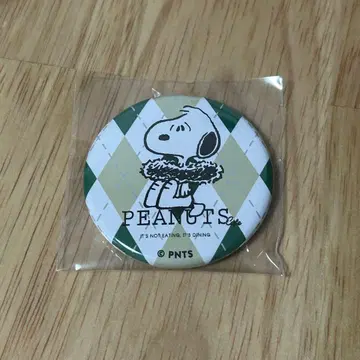 PEANUTS
IT'S NOT EATING, IT'S DINING
© PNTS